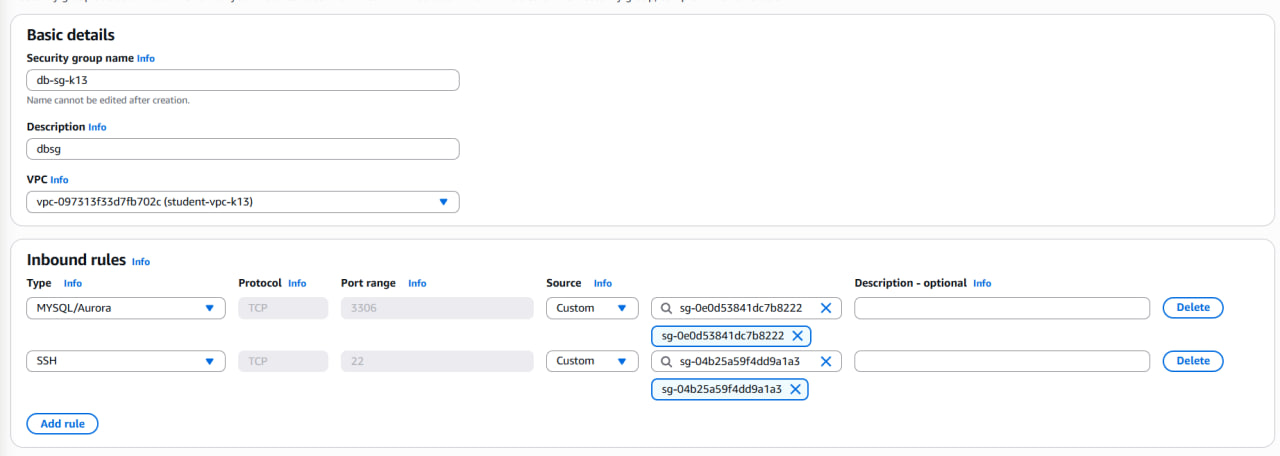 Basic details
Security group name Info
db-sg-k13
Name cannot be edited after creation.
Description Info
dbsg
VPC Info
vpc-097313f33d7fb702c (student-vpc-k13)
Inbound rules Info
Type Info Protocol Info Port range Info Source Info Description - optional Info
MYSQL/Aurora TCP 3306 Custom sg-0e0d53841dc7b8222 Delete
sg-0e0d53841dc7b8222
SSH TCP 22 Custom sg-04b25a59f4dd9a1a3 Delete
sg-04b25a59f4dd9a1a3
Add rule